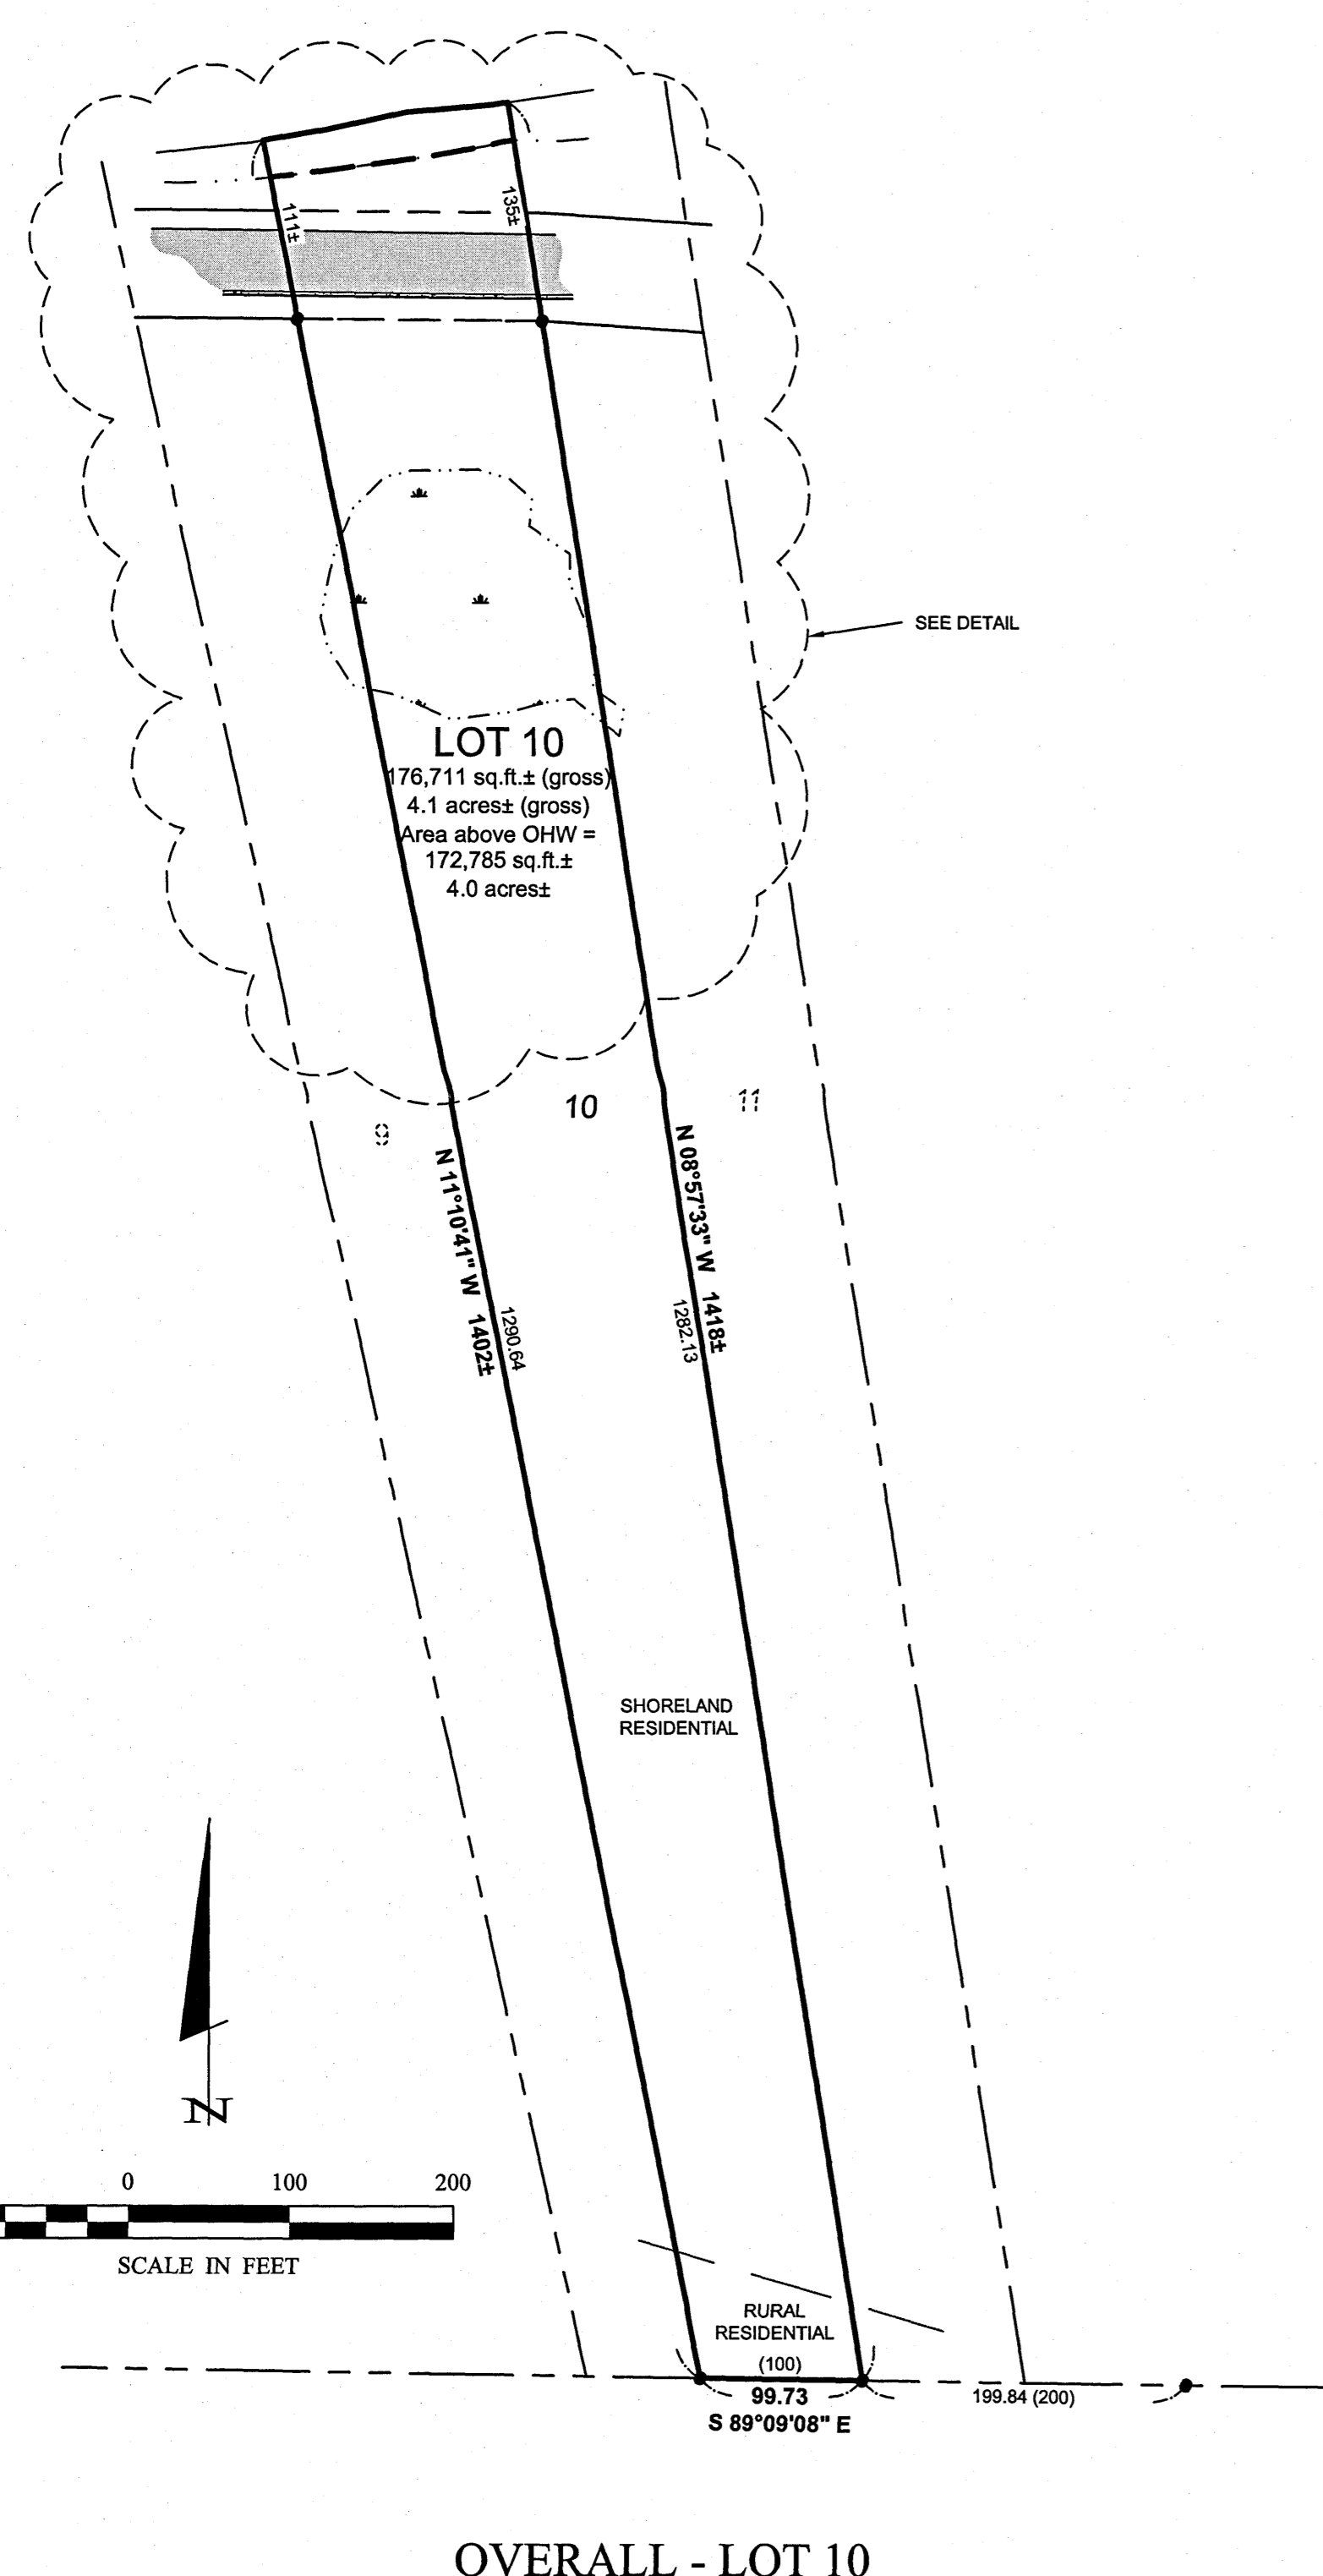 111±
135±
SEE DETAIL
LOT 10
176,711 sq.ft.± (gross)
4.1 acres± (gross)
Area above OHW =
172,785 sq.ft.±
4.0 acres±
9
10
11
N 11°10'41" W 1402±
1290.64
N 08°57'33" W 1418±
1282.13
SHORELAND
RESIDENTIAL
N
0 100 200
SCALE IN FEET
RURAL
RESIDENTIAL
(100)
99.73
S 89°09'08" E
199.84 (200)
OVERALL - LOT 10